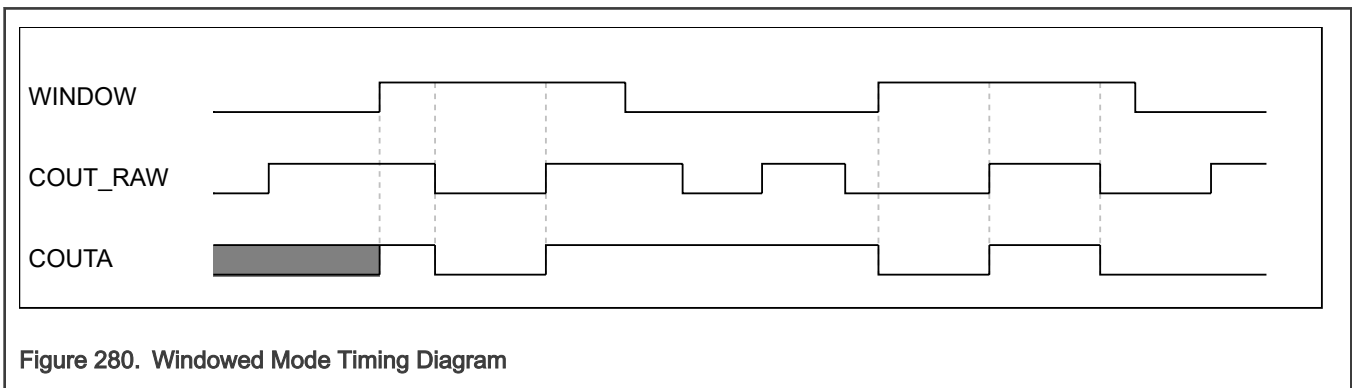 WINDOW
COUT_RAW
COUTA
Figure 280. Windowed Mode Timing Diagram